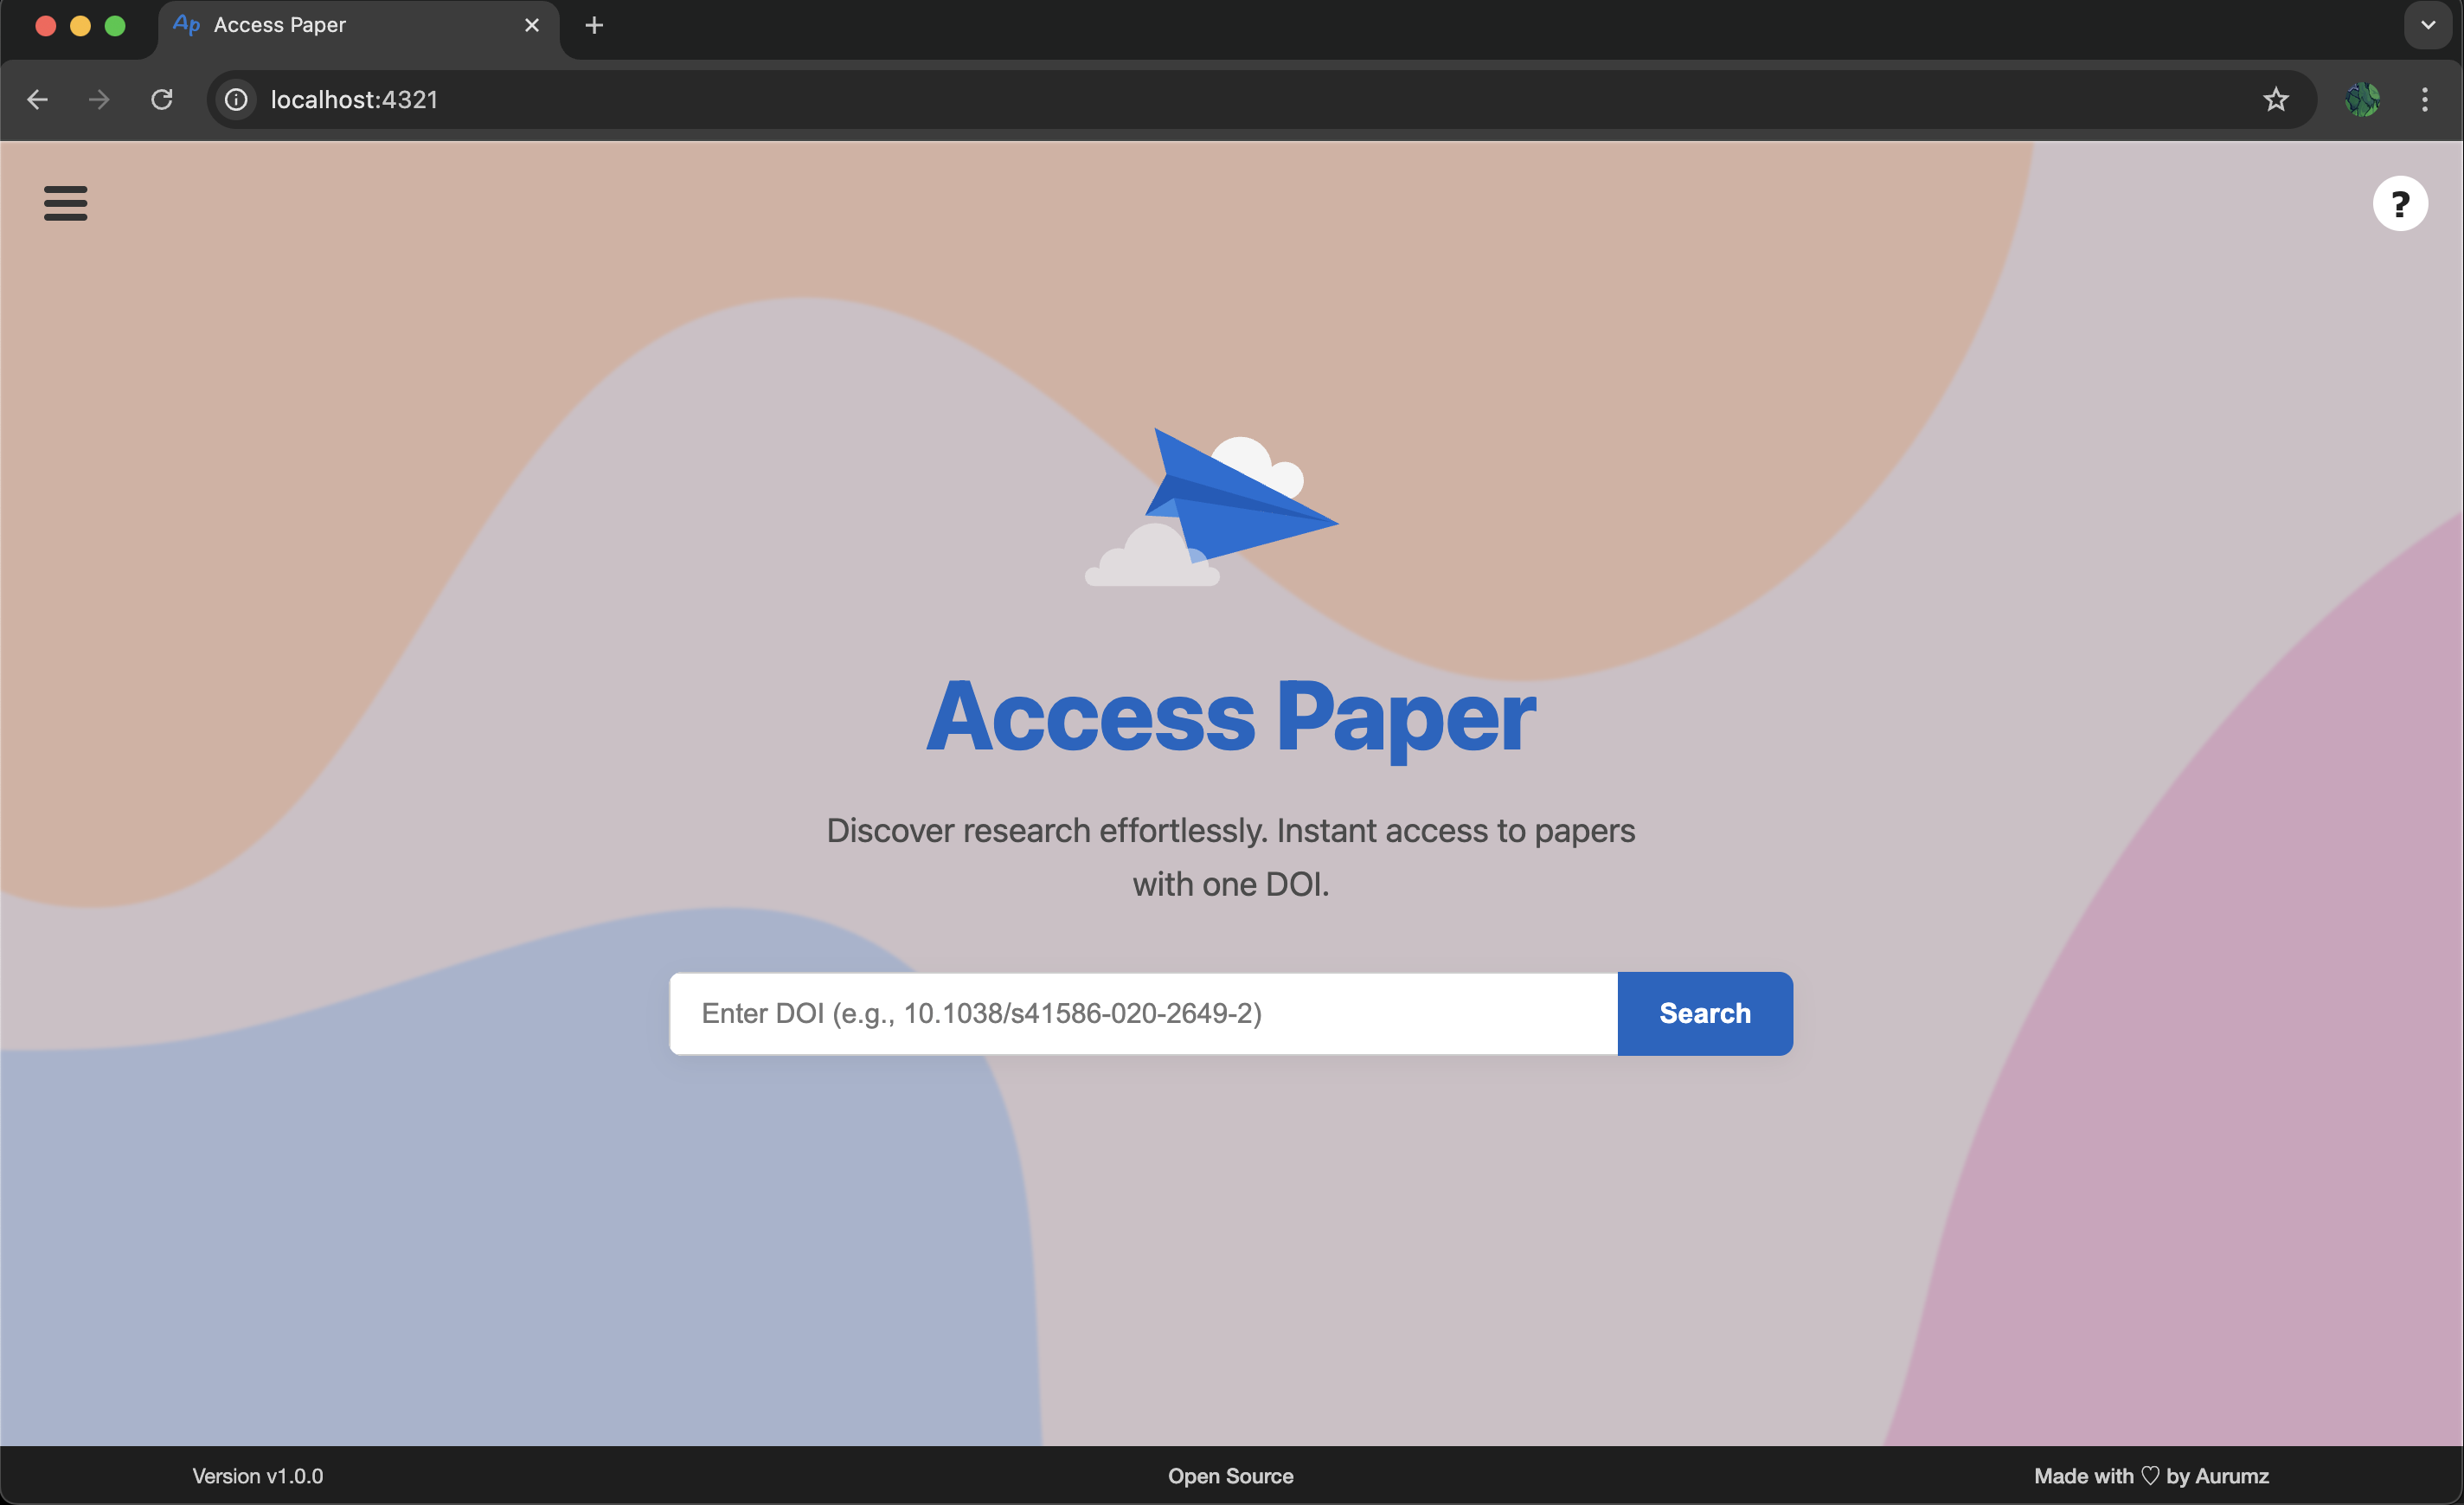 Ap Access Paper
localhost:4321
?
Access Paper
Discover research effortlessly. Instant access to papers
with one DOI.
Enter DOI (e.g., 10.1038/s41586-020-2649-2)
Search
Version v1.0.0
Open Source
Made with ♡ by Aurumz